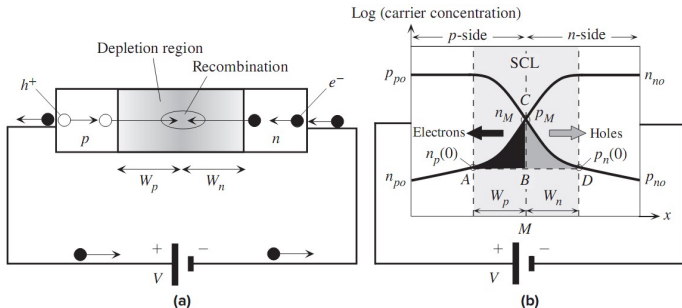 Depletion region
Recombination
h+
e−
p
n
Wp
Wn
+
−
V
(a)
Log (carrier concentration)
p-side
n-side
SCL
ppo
nno
C
nM
pM
Electrons
Holes
np(0)
pn(0)
npo
A
B
D
pno
Wp
Wn
x
M
+
−
V
(b)